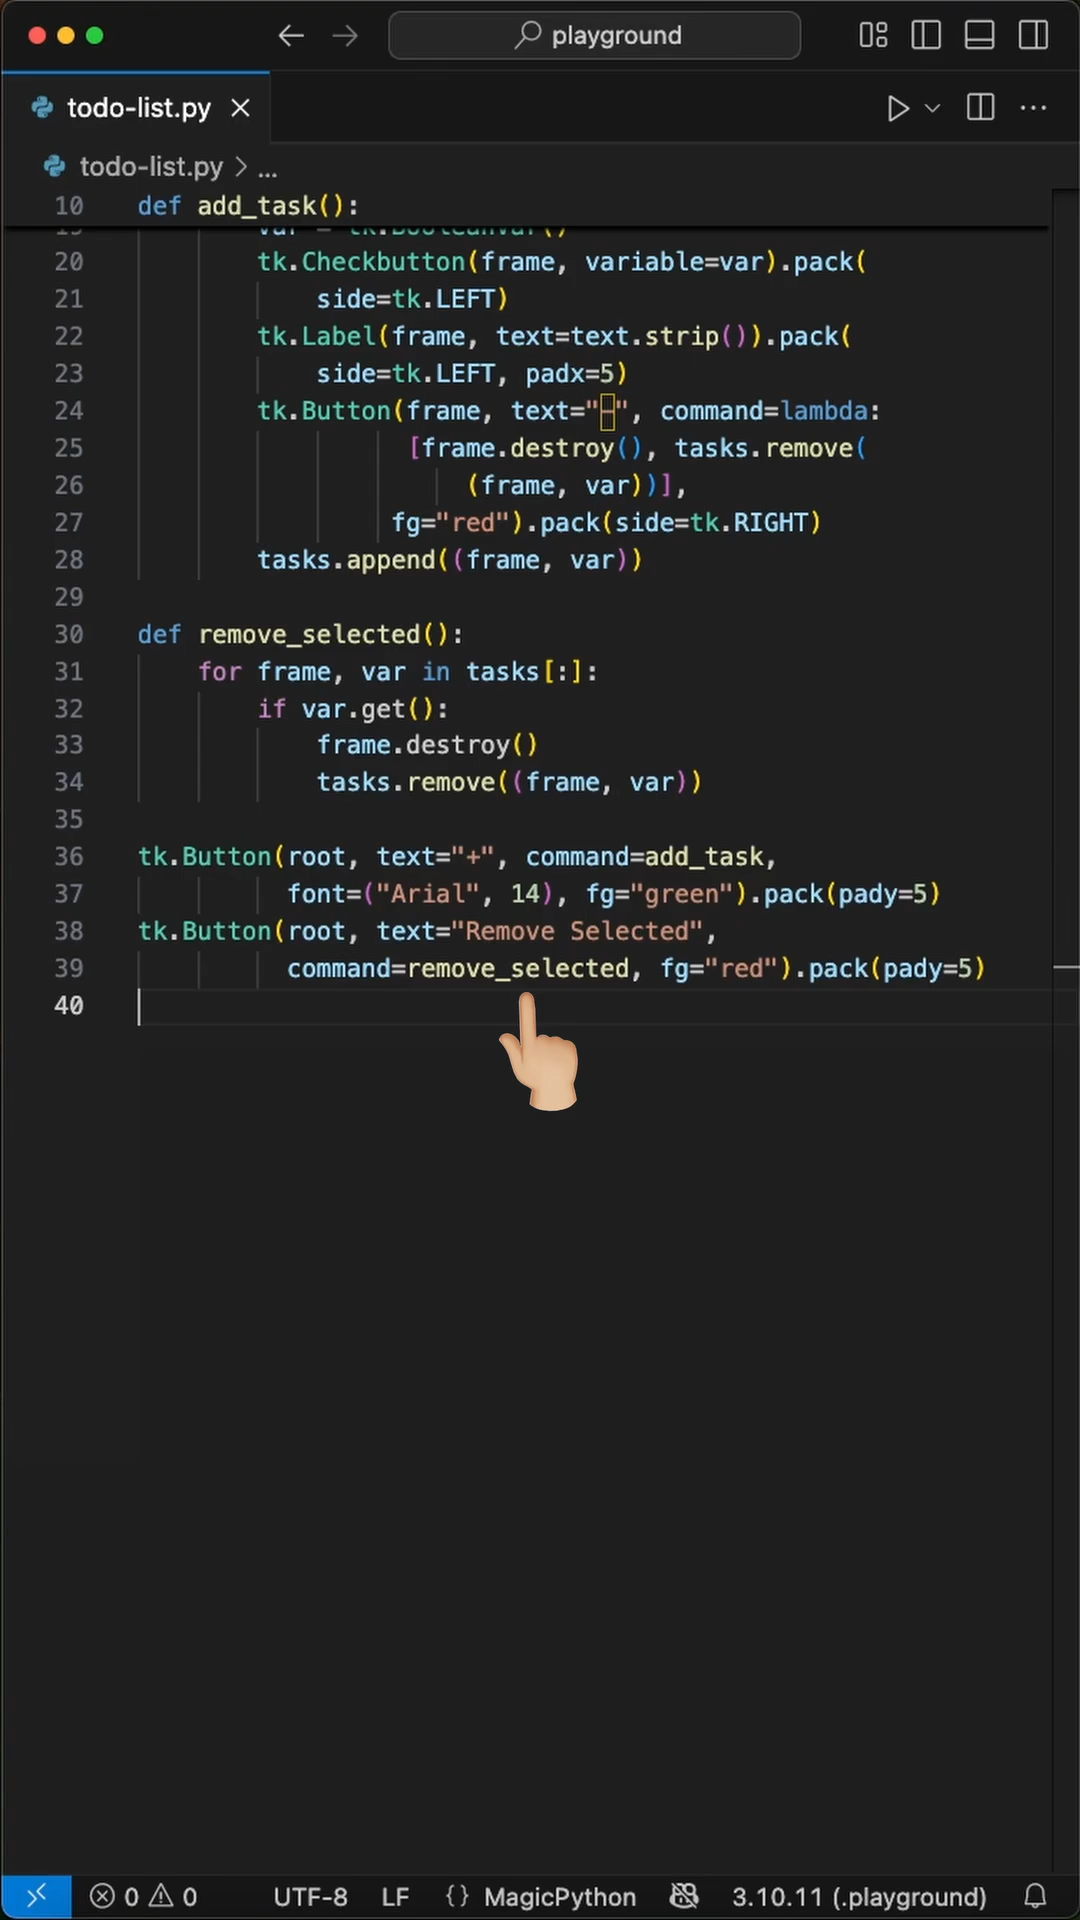 playground
todo-list.py
todo-list.py > ...
10 def add_task():
19 var = tk.BooleanVar()
20 tk.Checkbutton(frame, variable=var).pack(
21 side=tk.LEFT)
22 tk.Label(frame, text=text.strip()).pack(
23 side=tk.LEFT, padx=5)
24 tk.Button(frame, text="−", command=lambda:
25 [frame.destroy(), tasks.remove(
26 (frame, var))],
27 fg="red").pack(side=tk.RIGHT)
28 tasks.append((frame, var))
29
30 def remove_selected():
31 for frame, var in tasks[:]:
32 if var.get():
33 frame.destroy()
34 tasks.remove((frame, var))
35
36 tk.Button(root, text="+", command=add_task,
37 font=("Arial", 14), fg="green").pack(pady=5)
38 tk.Button(root, text="Remove Selected",
39 command=remove_selected, fg="red").pack(pady=5)
40
0 0 UTF-8 LF {} MagicPython 3.10.11 (.playground)